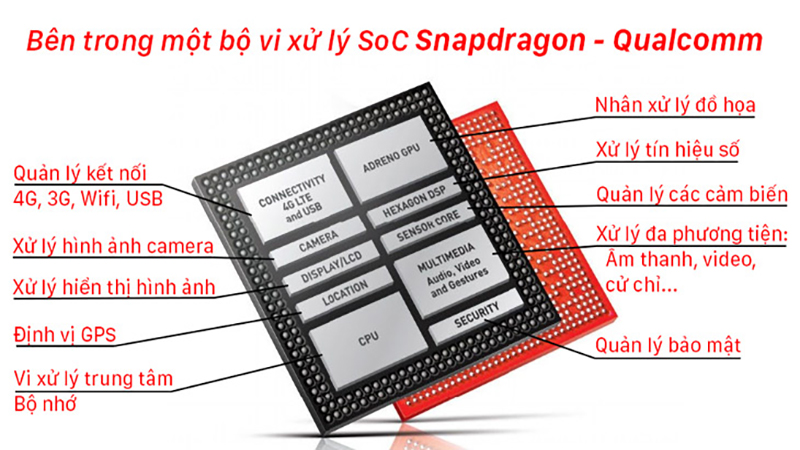 Bên trong một bộ vi xử lý SoC Snapdragon - Qualcomm
Quản lý kết nối
4G, 3G, Wifi, USB
Xử lý hình ảnh camera
Xử lý hiển thị hình ảnh
Định vị GPS
Vi xử lý trung tâm
Bộ nhớ
CONNECTIVITY
4G LTE
and USB
CAMERA
DISPLAY/LCD
LOCATION
CPU
ADRENO GPU
HEXAGON DSP
SENSOR CORE
MULTIMEDIA
Audio, Video
and Gestures
SECURITY
Nhân xử lý đồ họa
Xử lý tín hiệu số
Quản lý các cảm biến
Xử lý đa phương tiện:
Âm thanh, video,
cử chỉ...
Quản lý bảo mật